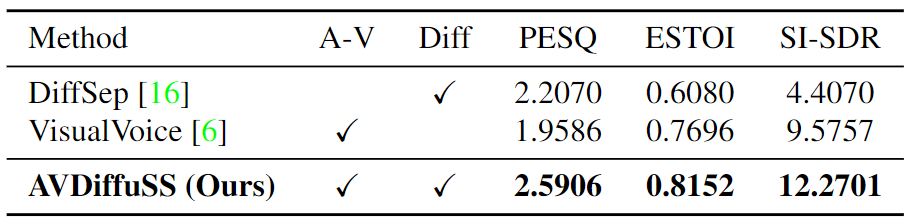 Method A-V Diff PESQ ESTOI SI-SDR
DiffSep [16] ✓ 2.2070 0.6080 4.4070
VisualVoice [6] ✓ 1.9586 0.7696 9.5757
AVDiffuSS (Ours) ✓ ✓ 2.5906 0.8152 12.2701